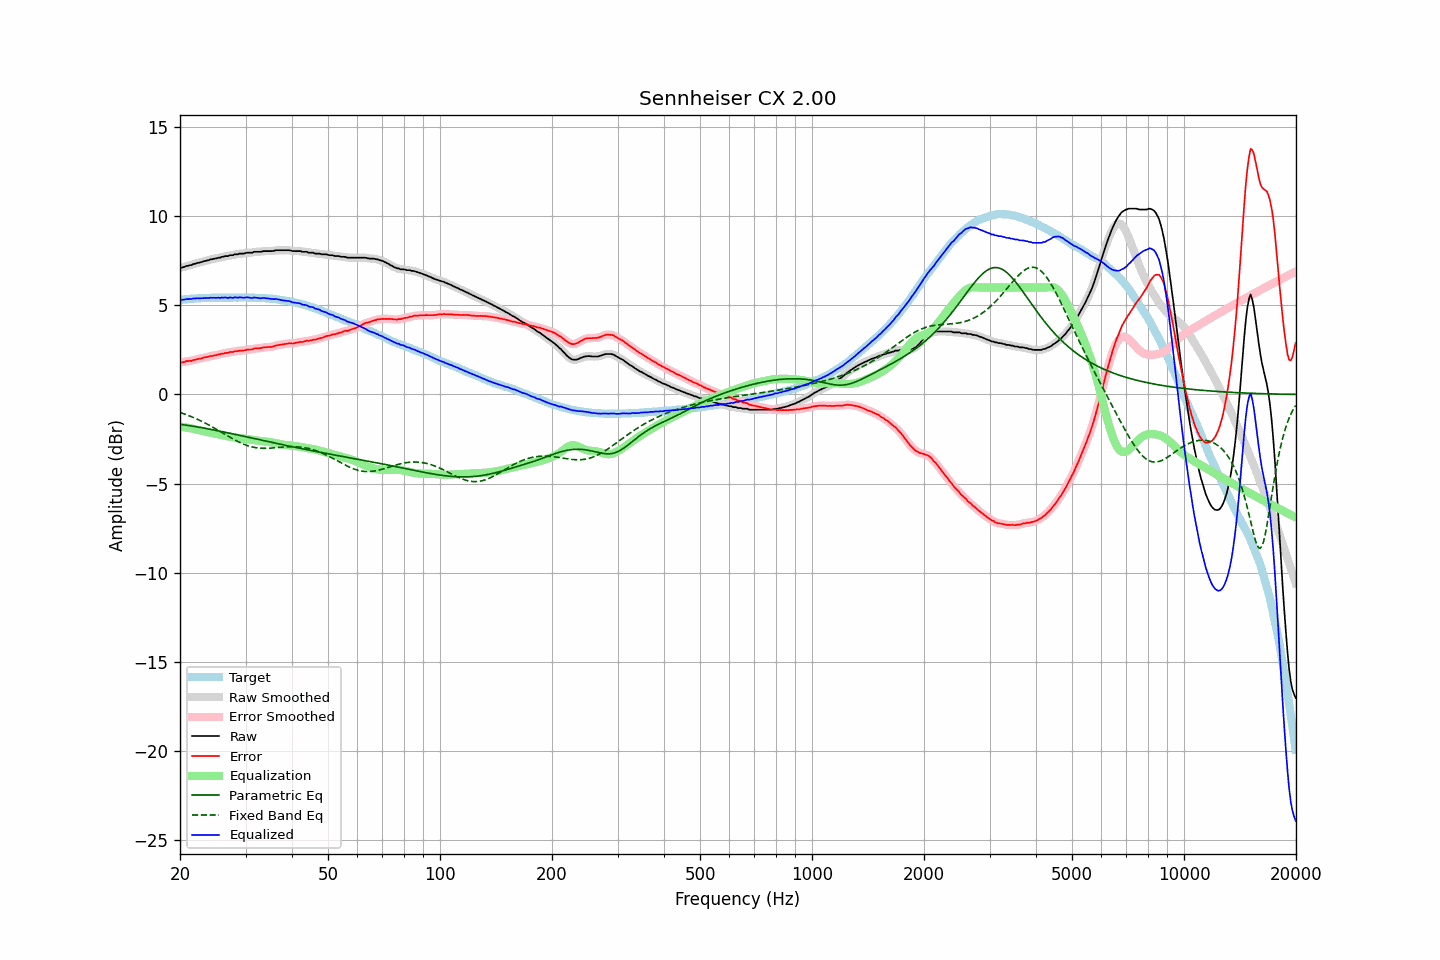 Sennheiser CX 2.00
15
10
5
0
−5
−10
−15
−20
−25
Amplitude (dBr)
Target
Raw Smoothed
Error Smoothed
Raw
Error
Equalization
Parametric Eq
Fixed Band Eq
Equalized
20 50 100 200 500 1000 2000 5000 10000 20000
Frequency (Hz)